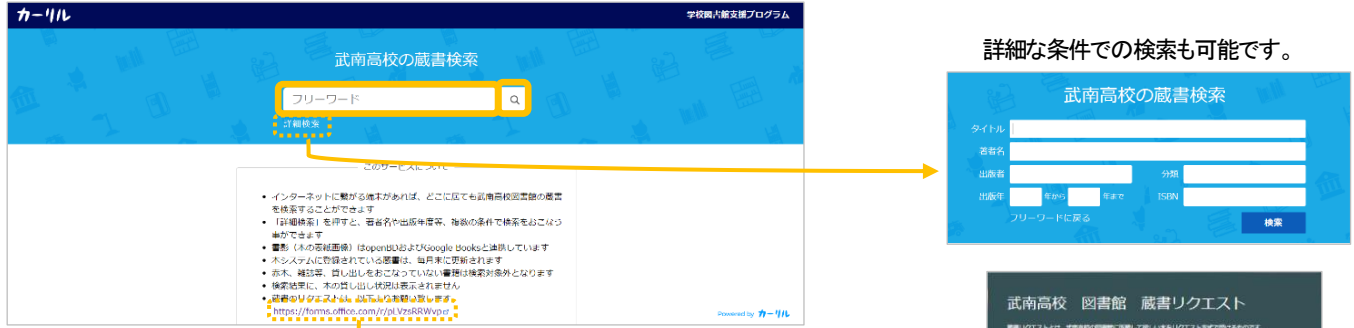 カーリル
学校図書館支援プログラム
武南高校の蔵書検索
フリーワード
詳細検索
このサービスについて
インターネットに繋がる端末があれば、どこに居ても武南高校図書館の蔵書
を検索することができます
「詳細検索」を押すと、著者名や出版年度等、複数の条件で検索をおこなう
事ができます
書影（本の表紙画像）はopenBDおよびGoogle Booksと連携しています
本システムに登録されている蔵書は、毎月末に更新されます
赤本、雑誌等、貸し出しをおこなっていない書籍は検索対象外となります
検索結果に、本の貸し出し状況は表示されません
蔵書のリクエストは、以下よりお願い致します。
https://forms.office.com/r/pLVzsRRWvp
Powered by カーリル
詳細な条件での検索も可能です。
武南高校の蔵書検索
タイトル
著者名
出版者 分類
出版年 年から 年まで ISBN
フリーワードに戻る 検索
武南高校 図書館 蔵書リクエスト